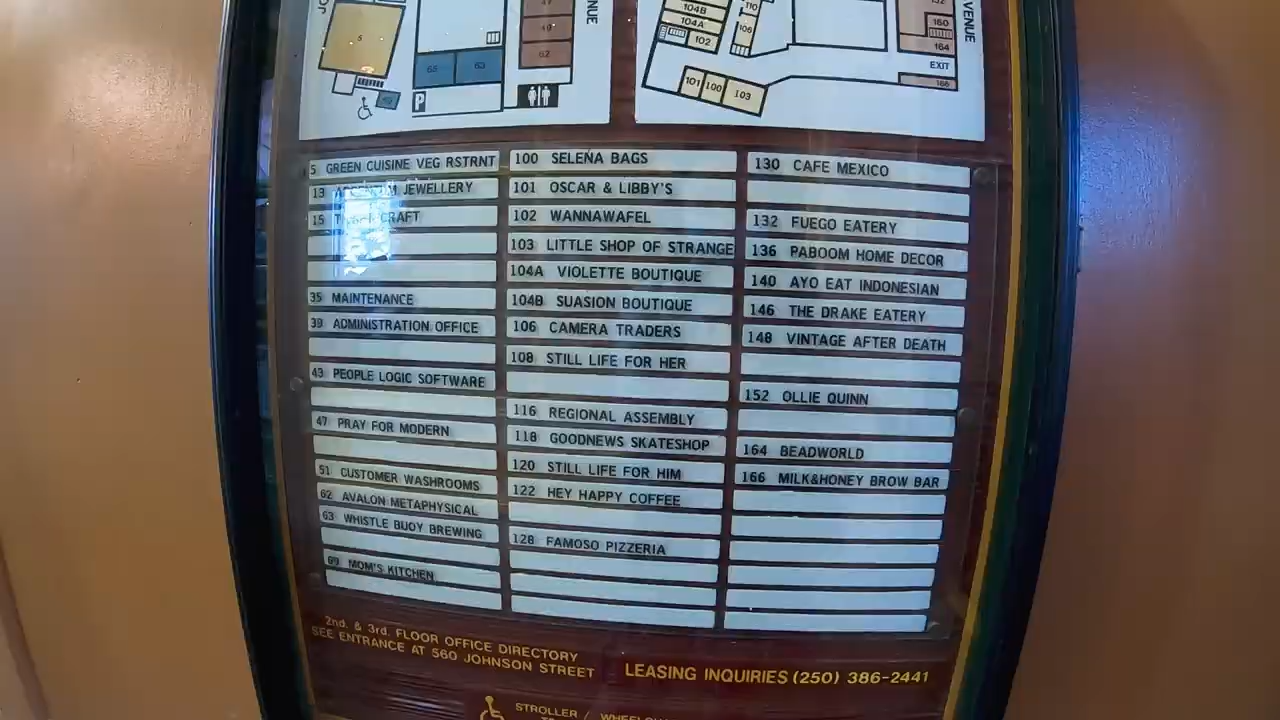 5
65
63
P
47
49
62
NUE
104B
104A
102
110
106
101
100
103
160
164
EXIT
166
VENUE
5 GREEN CUISINE VEG RSTRNT
13 JEWELLERY
15 CRAFT
35 MAINTENANCE
39 ADMINISTRATION OFFICE
43 PEOPLE LOGIC SOFTWARE
47 PRAY FOR MODERN
51 CUSTOMER WASHROOMS
62 AVALON METAPHYSICAL
63 WHISTLE BUOY BREWING
69 MOM'S KITCHEN
100 SELENA BAGS
101 OSCAR & LIBBY'S
102 WANNAWAFEL
103 LITTLE SHOP OF STRANGE
104A VIOLETTE BOUTIQUE
104B SUASION BOUTIQUE
106 CAMERA TRADERS
108 STILL LIFE FOR HER
116 REGIONAL ASSEMBLY
118 GOODNEWS SKATESHOP
120 STILL LIFE FOR HIM
122 HEY HAPPY COFFEE
128 FAMOSO PIZZERIA
130 CAFE MEXICO
132 FUEGO EATERY
136 PABOOM HOME DECOR
140 AYO EAT INDONESIAN
146 THE DRAKE EATERY
148 VINTAGE AFTER DEATH
152 OLLIE QUINN
164 BEADWORLD
166 MILK&HONEY BROW BAR
2nd. & 3rd. FLOOR OFFICE DIRECTORY
SEE ENTRANCE AT 560 JOHNSON STREET
LEASING INQUIRIES (250) 386-2441
STROLLER /